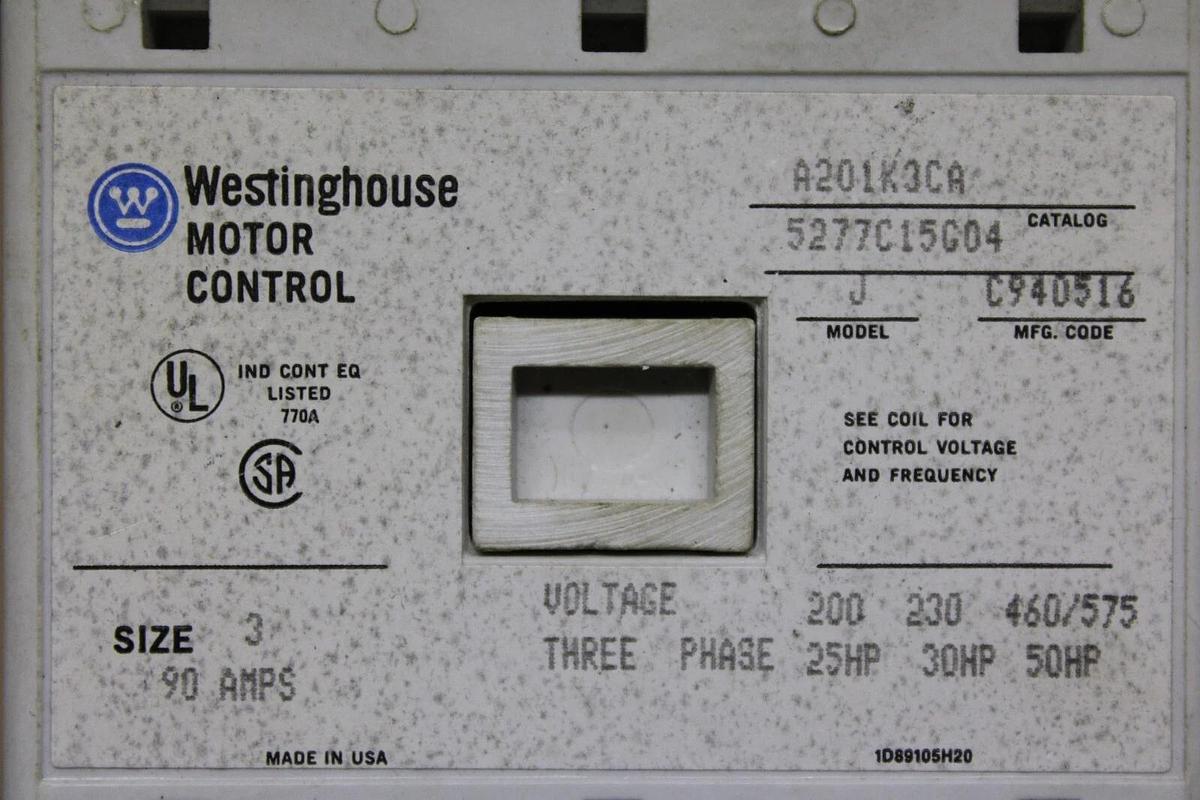 Westinghouse
MOTOR
CONTROL
A201K3CA
CATALOG
5277C15G04
J C940516
MODEL MFG. CODE
UL ®
IND CONT EQ
LISTED
770A
SA
SEE COIL FOR
CONTROL VOLTAGE
AND FREQUENCY
SIZE 3
90 AMPS
VOLTAGE 200 230 460/575
THREE PHASE 25HP 30HP 50HP
MADE IN USA
1D89105H20